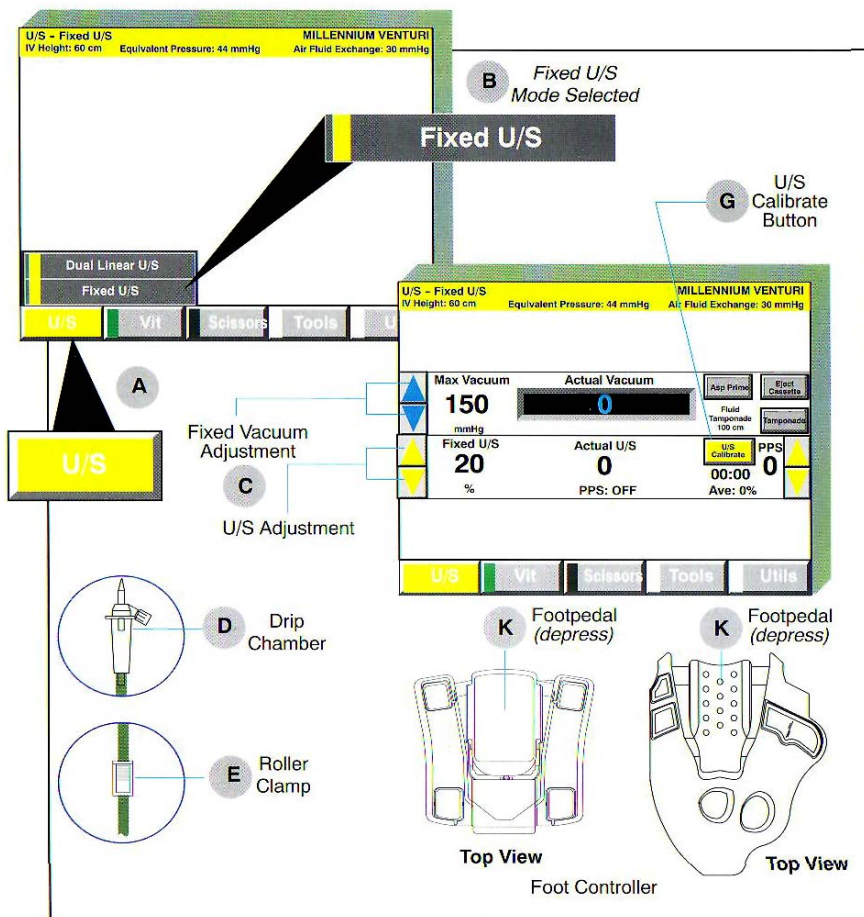 U/S - Fixed U/S MILLENNIUM VENTURI
IV Height: 60 cm Equivalent Pressure: 44 mmHg Air Fluid Exchange: 30 mmHg
B Fixed U/S
Mode Selected
Fixed U/S
G U/S
Calibrate
Button
Dual Linear U/S
Fixed U/S
U/S Vit Scissors Tools U
A
U/S
U/S - Fixed U/S MILLENNIUM VENTURI
IV Height: 60 cm Equivalent Pressure: 44 mmHg Air Fluid Exchange: 30 mmHg
Max Vacuum Actual Vacuum Asp Prime Eject
Cassette
150 0
mmHg
Fluid
Tamponade
100 cm
Tamponade
Fixed U/S Actual U/S U/S
Calibrate PPS
20 0 00:00 0
% PPS: OFF Ave: 0%
U/S Vit Scissors Tools Utils
Fixed Vacuum
Adjustment
C
U/S Adjustment
D Drip
Chamber
E Roller
Clamp
K Footpedal
(depress)
K Footpedal
(depress)
Top View
Top View
Foot Controller